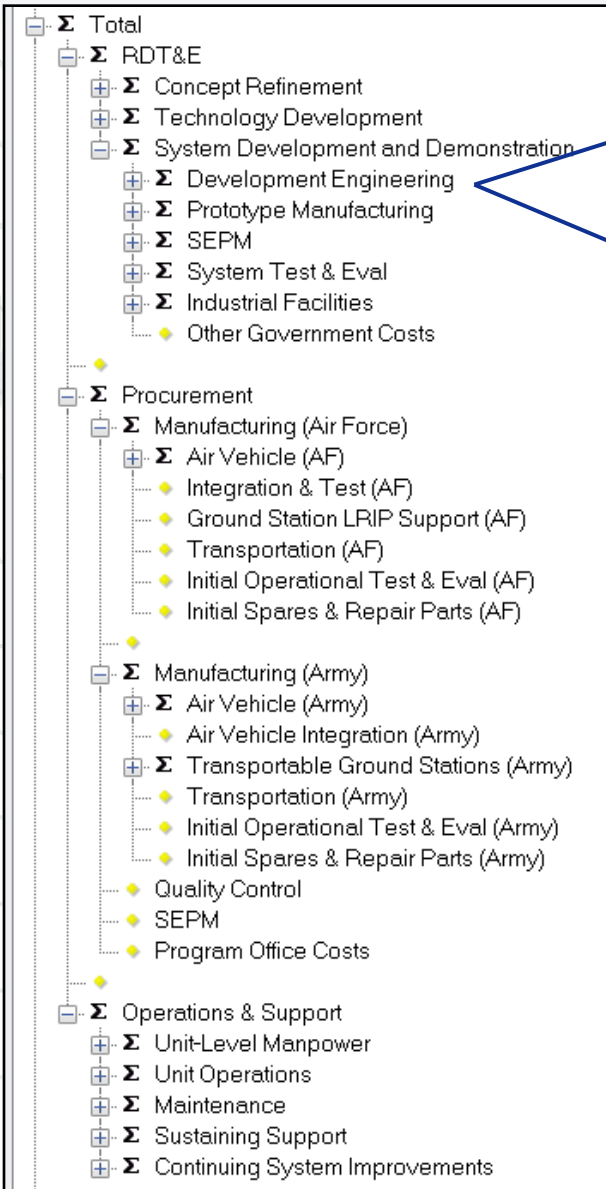 Σ Total
Σ RDT&E
Σ Concept Refinement
Σ Technology Development
Σ System Development and Demonstration
Σ Development Engineering
Σ Prototype Manufacturing
Σ SEPM
Σ System Test & Eval
Σ Industrial Facilities
Other Government Costs
Σ Procurement
Σ Manufacturing (Air Force)
Σ Air Vehicle (AF)
Integration & Test (AF)
Ground Station LRIP Support (AF)
Transportation (AF)
Initial Operational Test & Eval (AF)
Initial Spares & Repair Parts (AF)
Σ Manufacturing (Army)
Σ Air Vehicle (Army)
Air Vehicle Integration (Army)
Σ Transportable Ground Stations (Army)
Transportation (Army)
Initial Operational Test & Eval (Army)
Initial Spares & Repair Parts (Army)
Quality Control
SEPM
Program Office Costs
Σ Operations & Support
Σ Unit-Level Manpower
Σ Unit Operations
Σ Maintenance
Σ Sustaining Support
Σ Continuing System Improvements